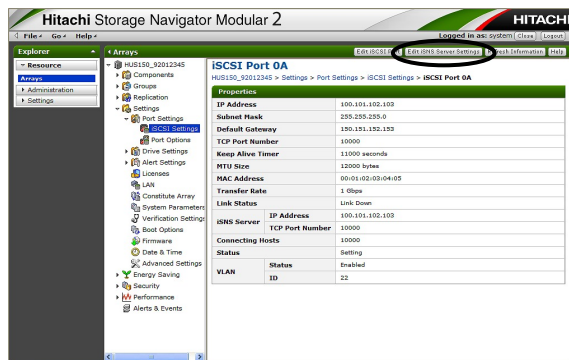 Hitachi Storage Navigator Modular 2
HITACHI
File Go Help
Logged in as: system Close Logout
Explorer
Arrays
Edit iSCSI Port Edit iSNS Server Settings Refresh Information Help
Resource
Arrays
Administration
Settings
HUS150_92012345
Components
Groups
Replication
Settings
Port Settings
iSCSI Settings
Port Options
Drive Settings
Alert Settings
Licenses
LAN
Constitute Array
System Parameters
Verification Settings
Boot Options
Firmware
Date & Time
Advanced Settings
Energy Saving
Security
Performance
Alerts & Events
iSCSI Port 0A
HUS150_92012345 > Settings > Port Settings > iSCSI Settings > iSCSI Port 0A
Properties
IP Address 100.101.102.103
Subnet Mask 255.255.255.0
Default Gateway 150.151.152.153
TCP Port Number 10000
Keep Alive Timer 11000 seconds
MTU Size 12000 bytes
MAC Address 00:01:02:03:04:05
Transfer Rate 1 Gbps
Link Status Link Down
iSNS Server IP Address 100.101.102.103
TCP Port Number 10000
Connecting Hosts 10000
Status Setting
VLAN Status Enabled
ID 22